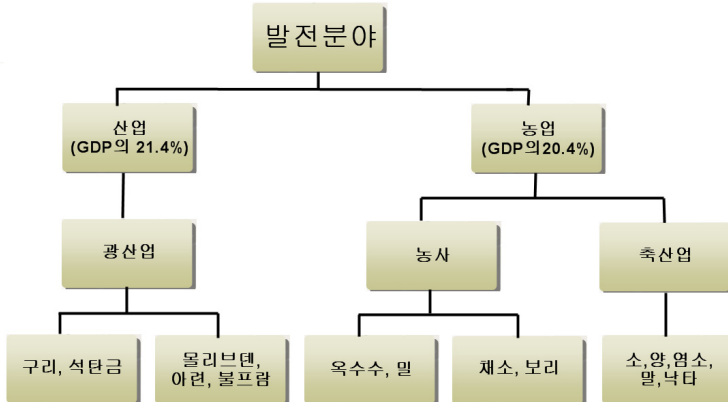 발전분야
산업
(GDP의 21.4%)
농업
(GDP의20.4%)
광산업
농사
축산업
구리, 석탄금
몰리브덴,
아련, 불프람
옥수수, 밀
채소, 보리
소,양,염소,
말,낙타